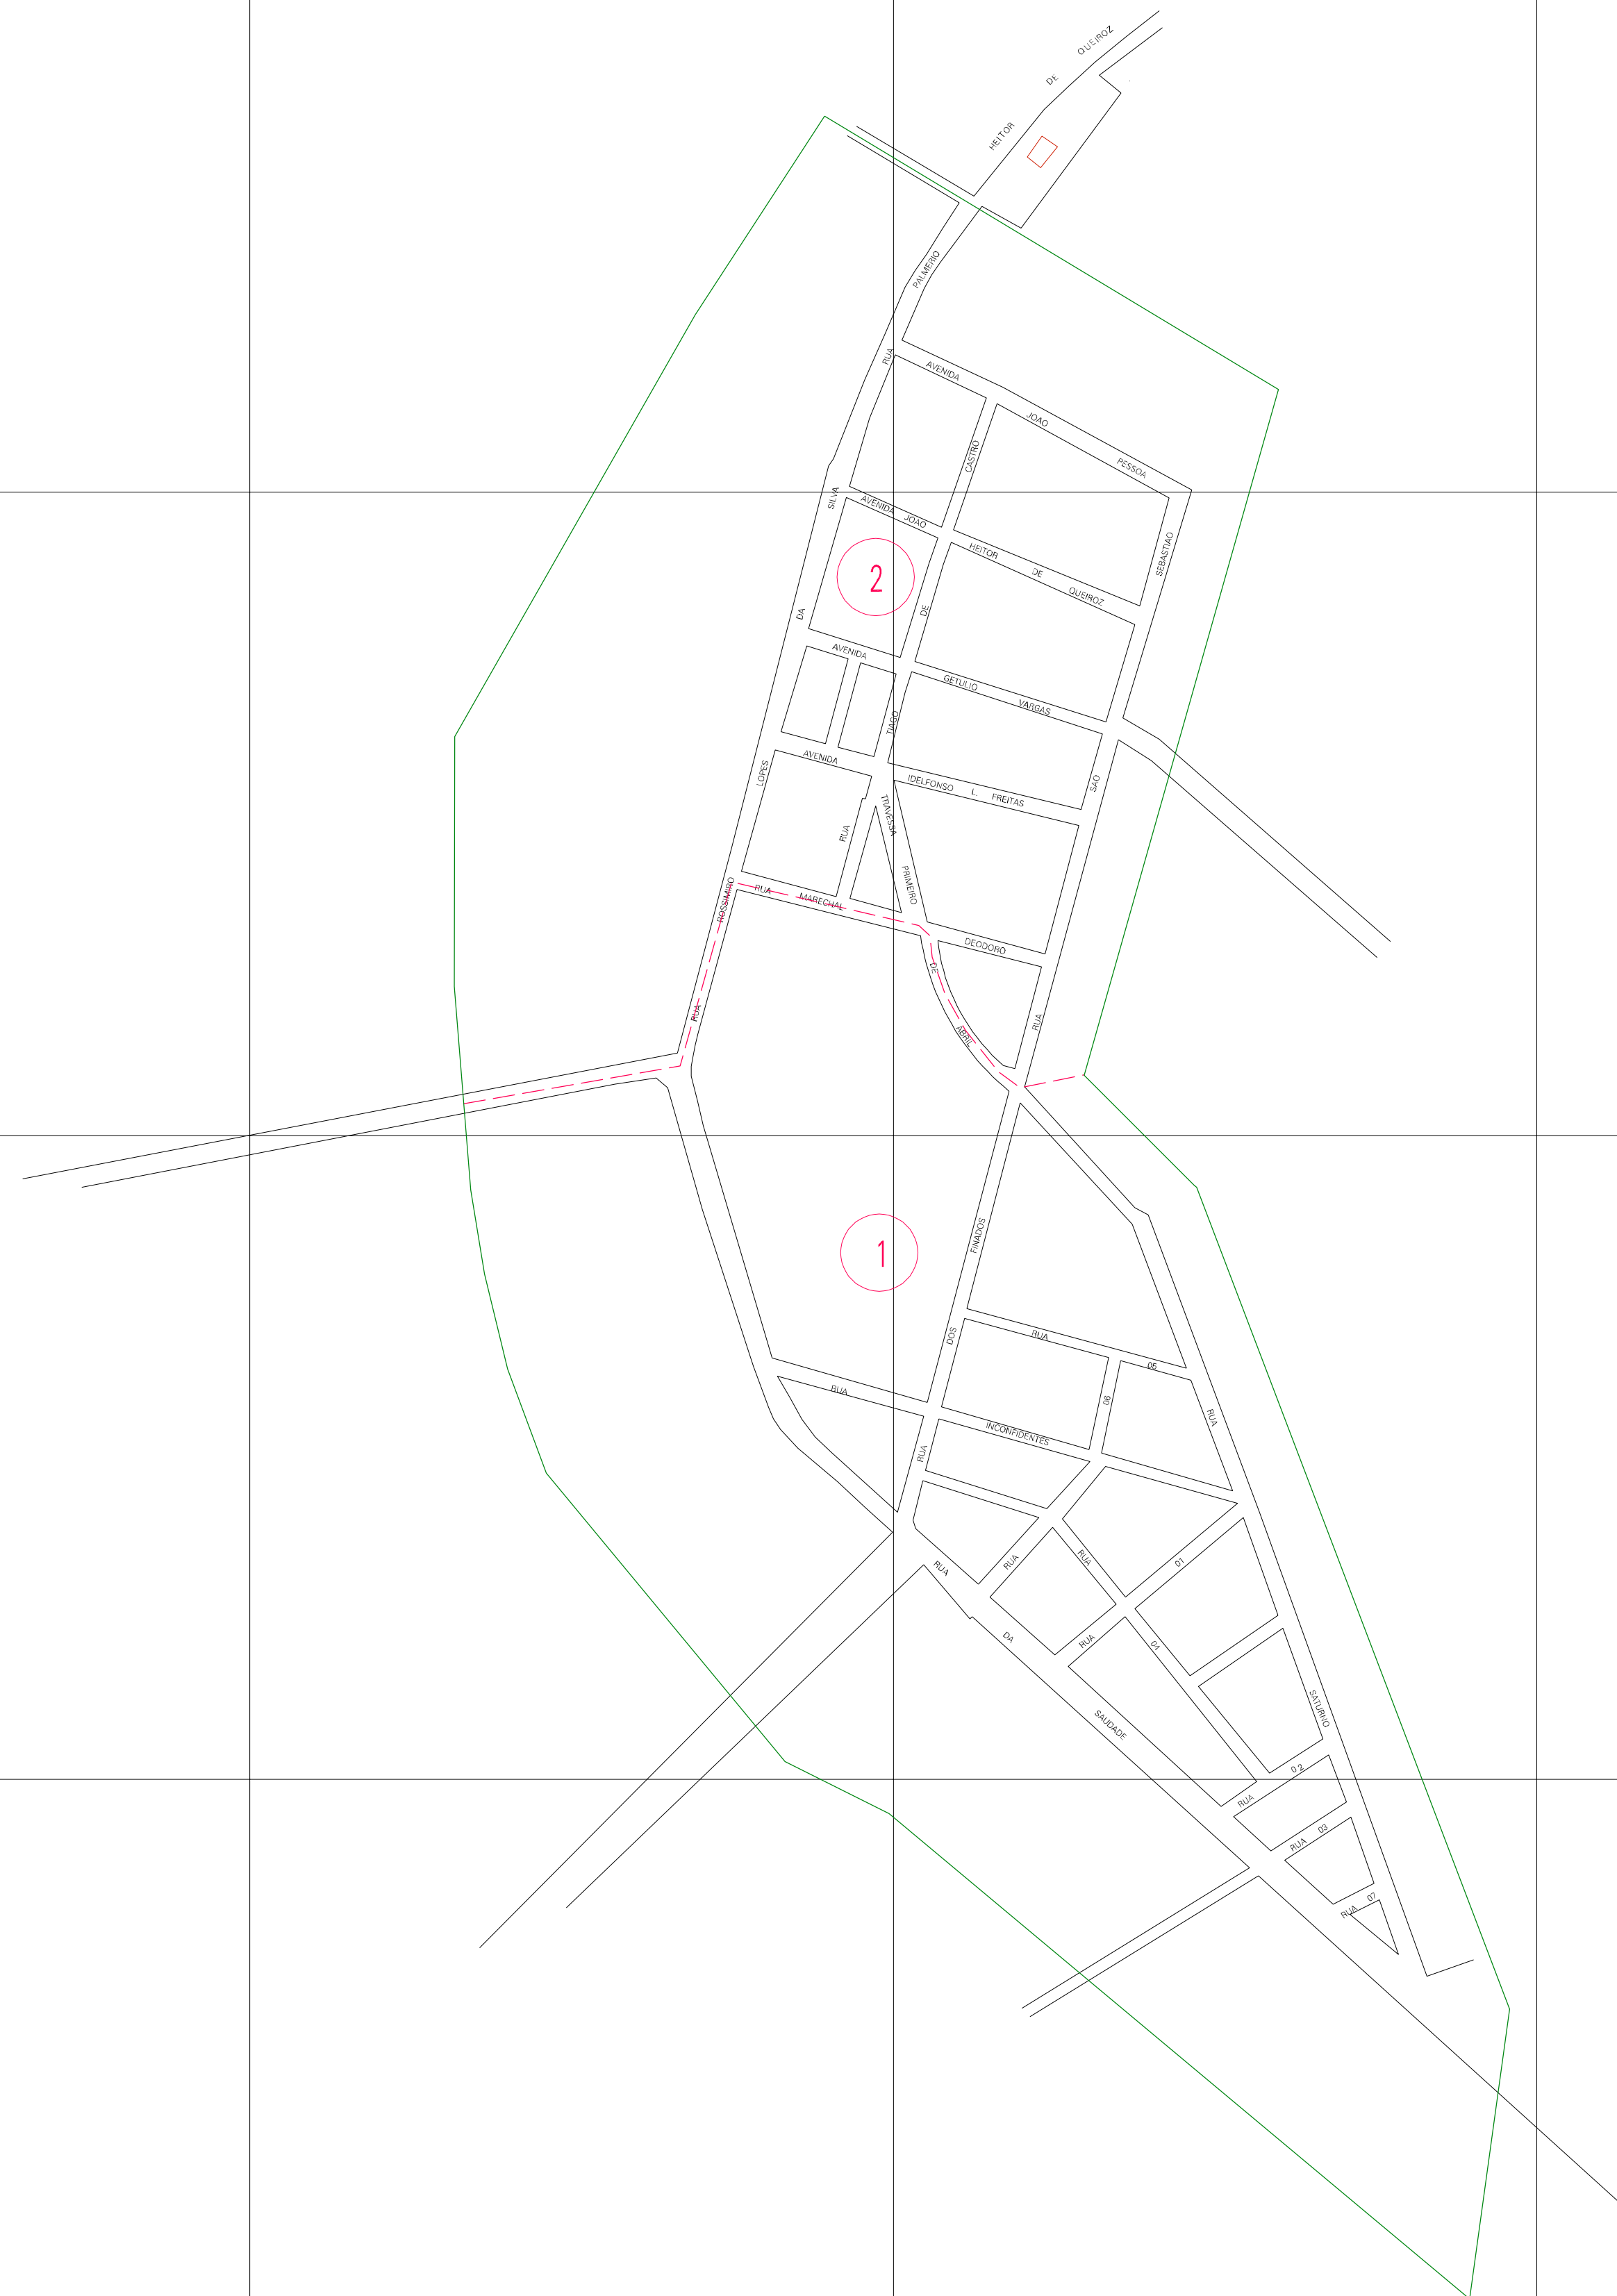 QUEIROZ
DE
HEITOR
PALMERIO
RUA
AVENIDA
JOAO
PESSOA
CASTRO
SILVA
AVENIDA JOAO
HEITOR DE QUEIROZ
SEBASTIAO
2
DA
DE
AVENIDA
GETULIO VARGAS
TIAGO
AVENIDA
IDELFONSO L. FREITAS
LOPES
SAO
TRAVESSA
RUA
PRIMEIRO
ROSSIMIRO
RUA MARECHAL
DEODORO
DE
RUA
ABRIL
RUA
FINADOS
1
DOS
RUA
05
RUA
06
RUA
INCONFIDENTES
RUA
RUA
RUA
RUA
01
DA
RUA
04
SAUDADE
SATURNO
02
RUA
03
RUA
07
RUA